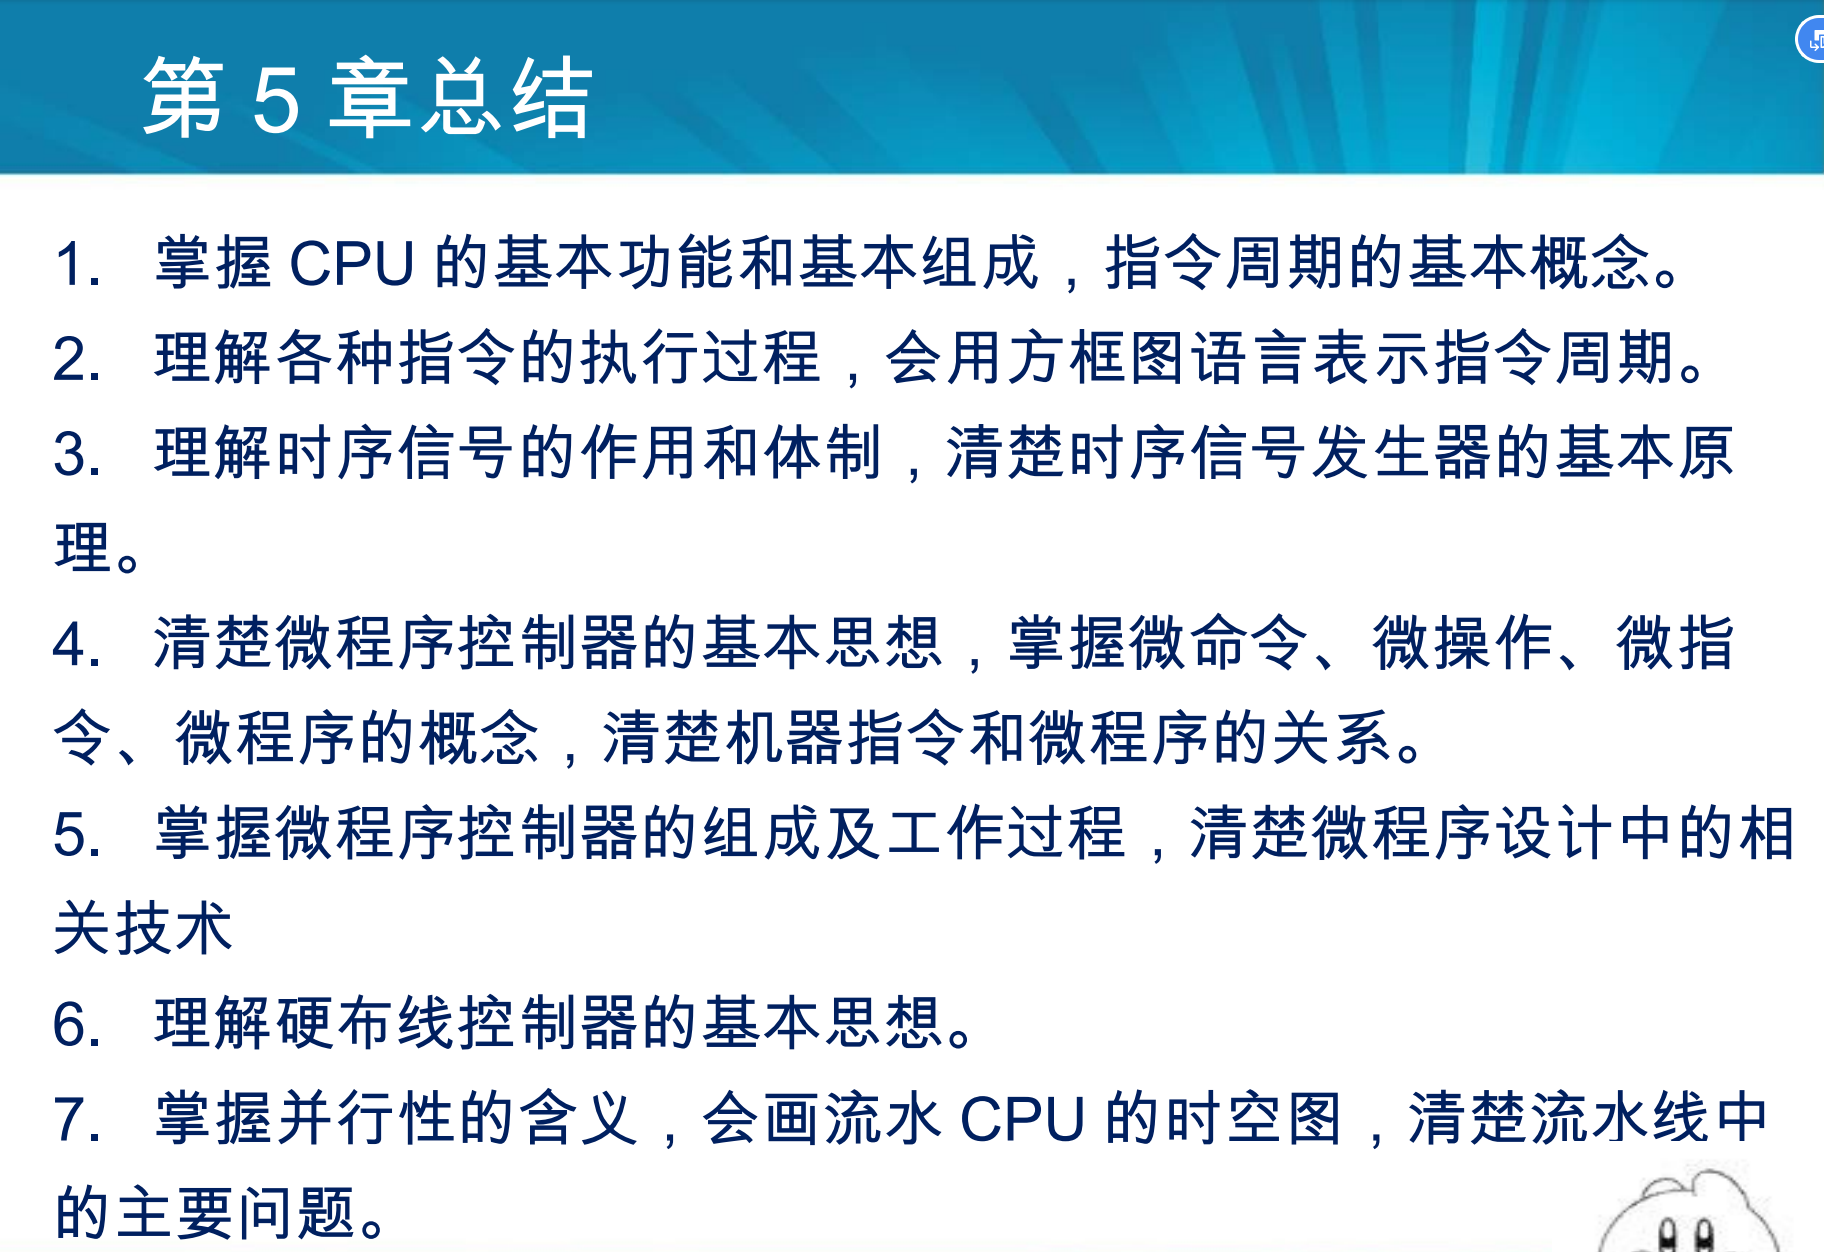 第 5 章总结
1. 掌握 CPU 的基本功能和基本组成，指令周期的基本概念。
2. 理解各种指令的执行过程，会用方框图语言表示指令周期。
3. 理解时序信号的作用和体制，清楚时序信号发生器的基本原
理。
4. 清楚微程序控制器的基本思想，掌握微命令、微操作、微指
令、微程序的概念，清楚机器指令和微程序的关系。
5. 掌握微程序控制器的组成及工作过程，清楚微程序设计中的相
关技术
6. 理解硬布线控制器的基本思想。
7. 掌握并行性的含义，会画流水 CPU 的时空图，清楚流水线中
的主要问题。